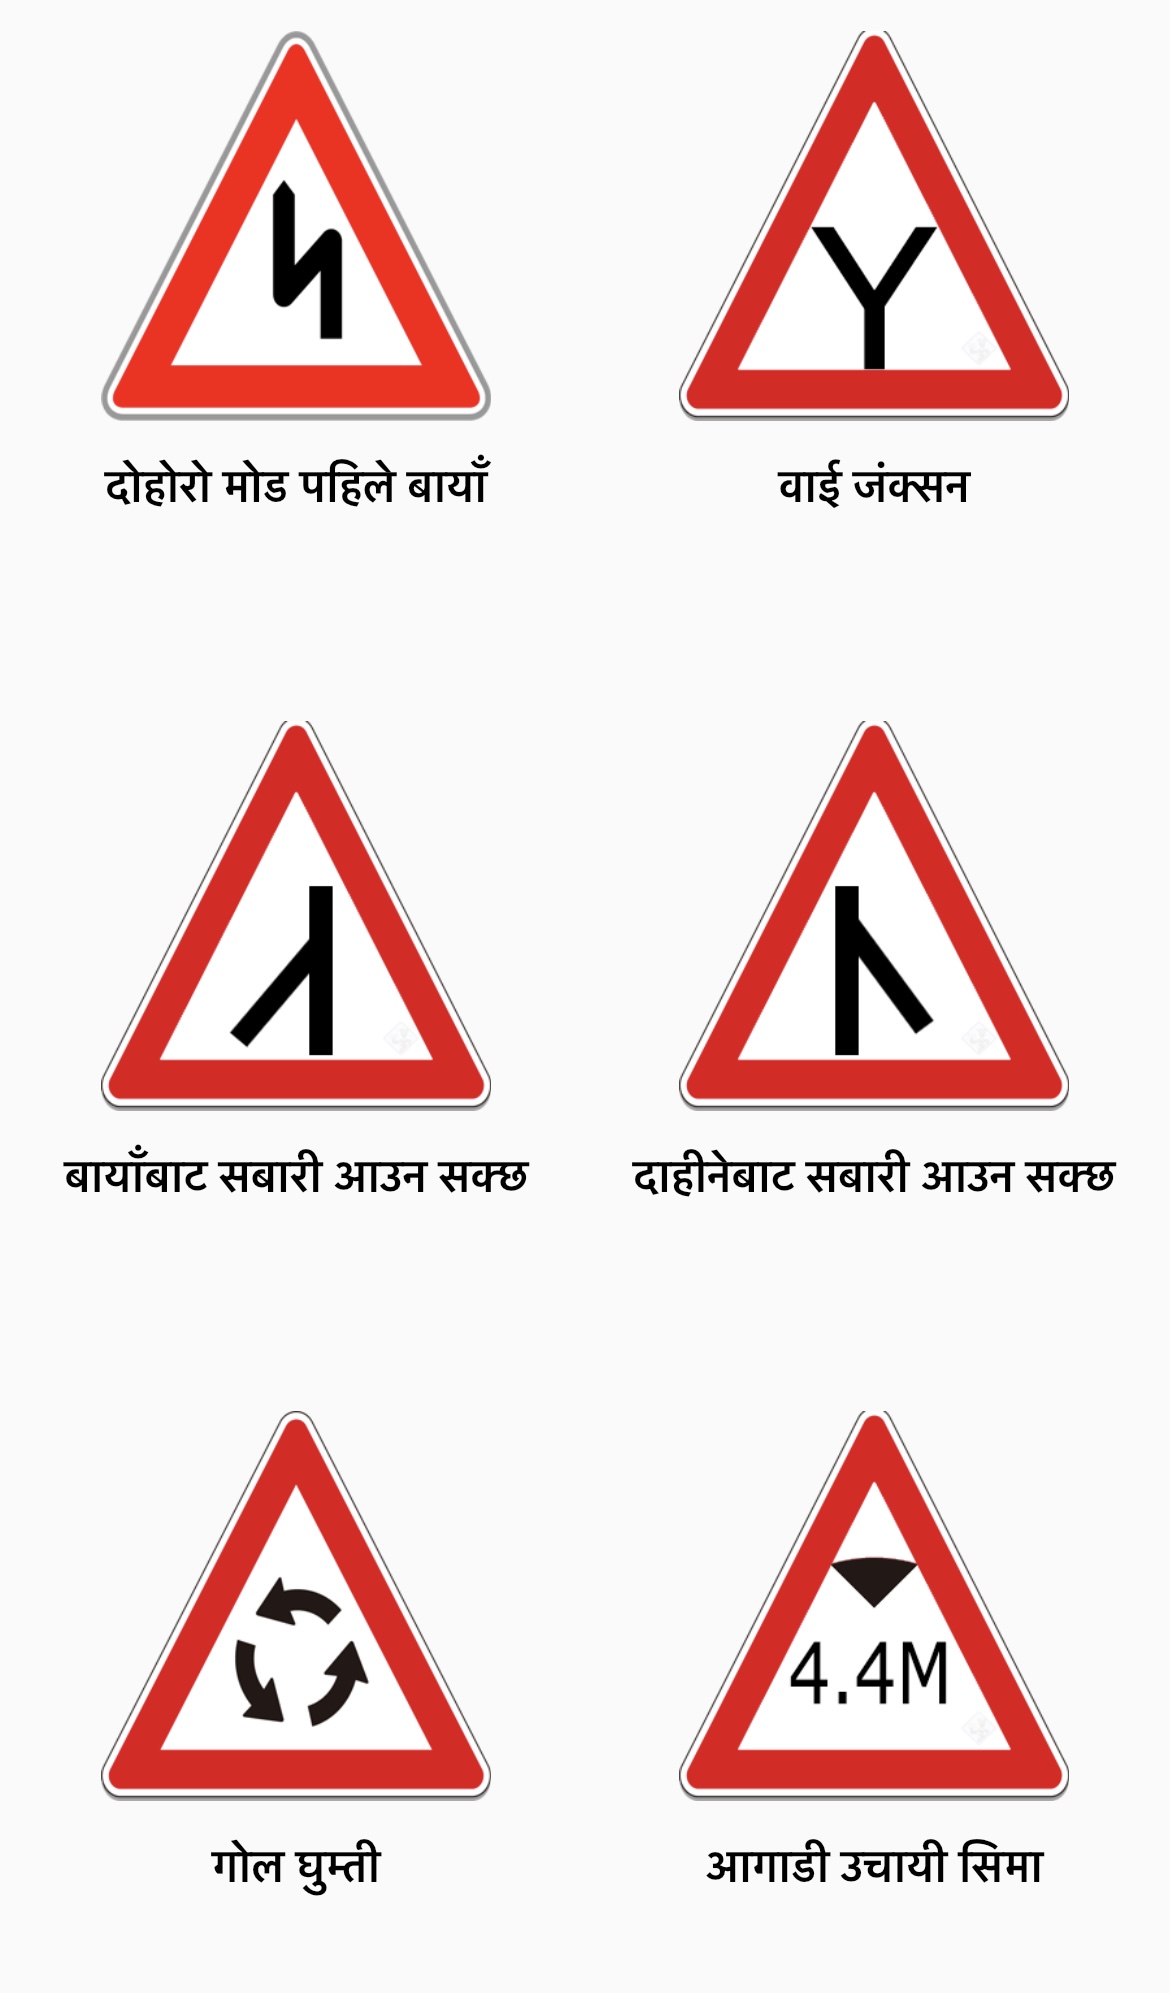 दोहोरो मोड पहिले बायाँ
वाई जंक्सन
बायाँबाट सबारी आउन सक्छ
दाहीनेबाट सबारी आउन सक्छ
गोल घुम्ती
4.4M
आगाडी उचायी सिमा